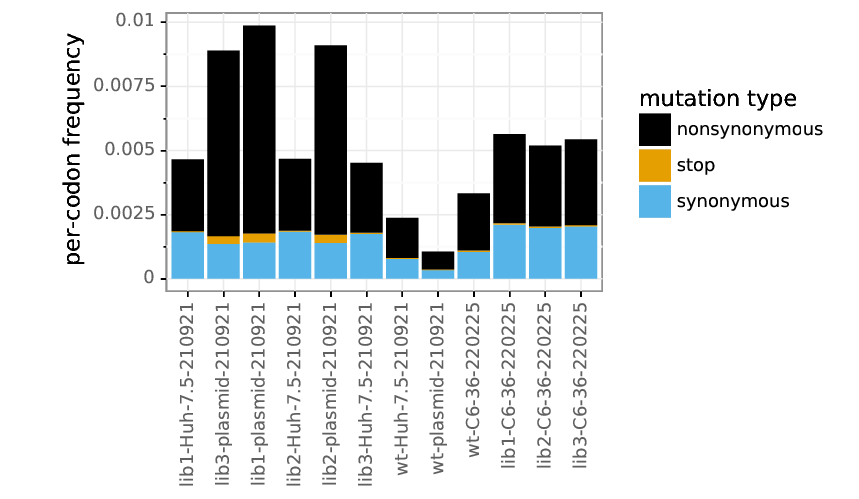 per-codon frequency
0.01
0.0075
0.005
0.0025
0
lib1-Huh-7.5-210921
lib3-plasmid-210921
lib1-plasmid-210921
lib2-Huh-7.5-210921
lib2-plasmid-210921
lib3-Huh-7.5-210921
wt-Huh-7.5-210921
wt-plasmid-210921
wt-C6-36-220225
lib1-C6-36-220225
lib2-C6-36-220225
lib3-C6-36-220225
mutation type
nonsynonymous
stop
synonymous